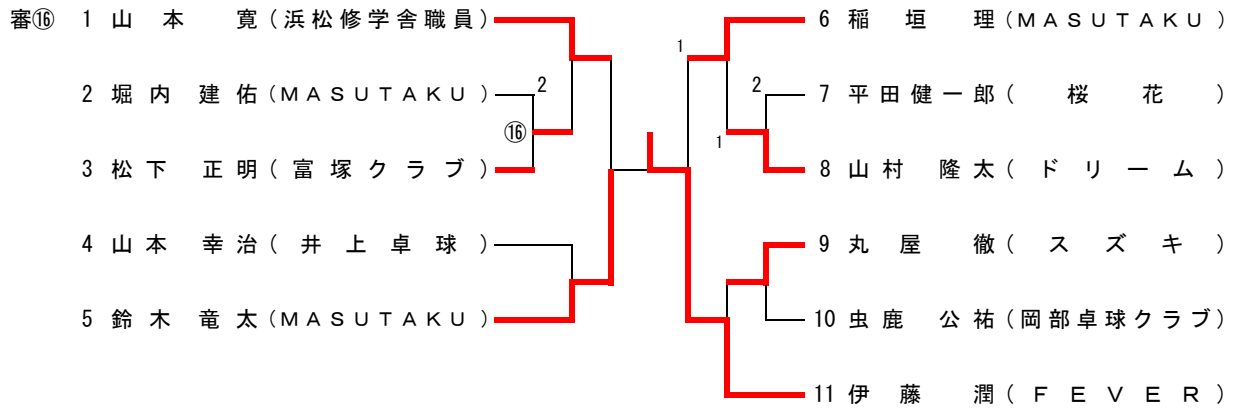 審⑯ 1 山本 寛(浜松修学舎職員)
2 堀内 建佑(MASUTAKU) 2
⑯
3 松下 正明(富塚クラブ)
4 山本 幸治(井上卓球)
5 鈴木 竜太(MASUTAKU)
6 稲垣 理(MASUTAKU)
1
2 7 平田健一郎(桜花)
1
8 山村 隆太(ドリーム)
9 丸屋 徹(スズキ)
10 虫鹿 公祐(岡部卓球クラブ)
11 伊藤 潤(FEVER)